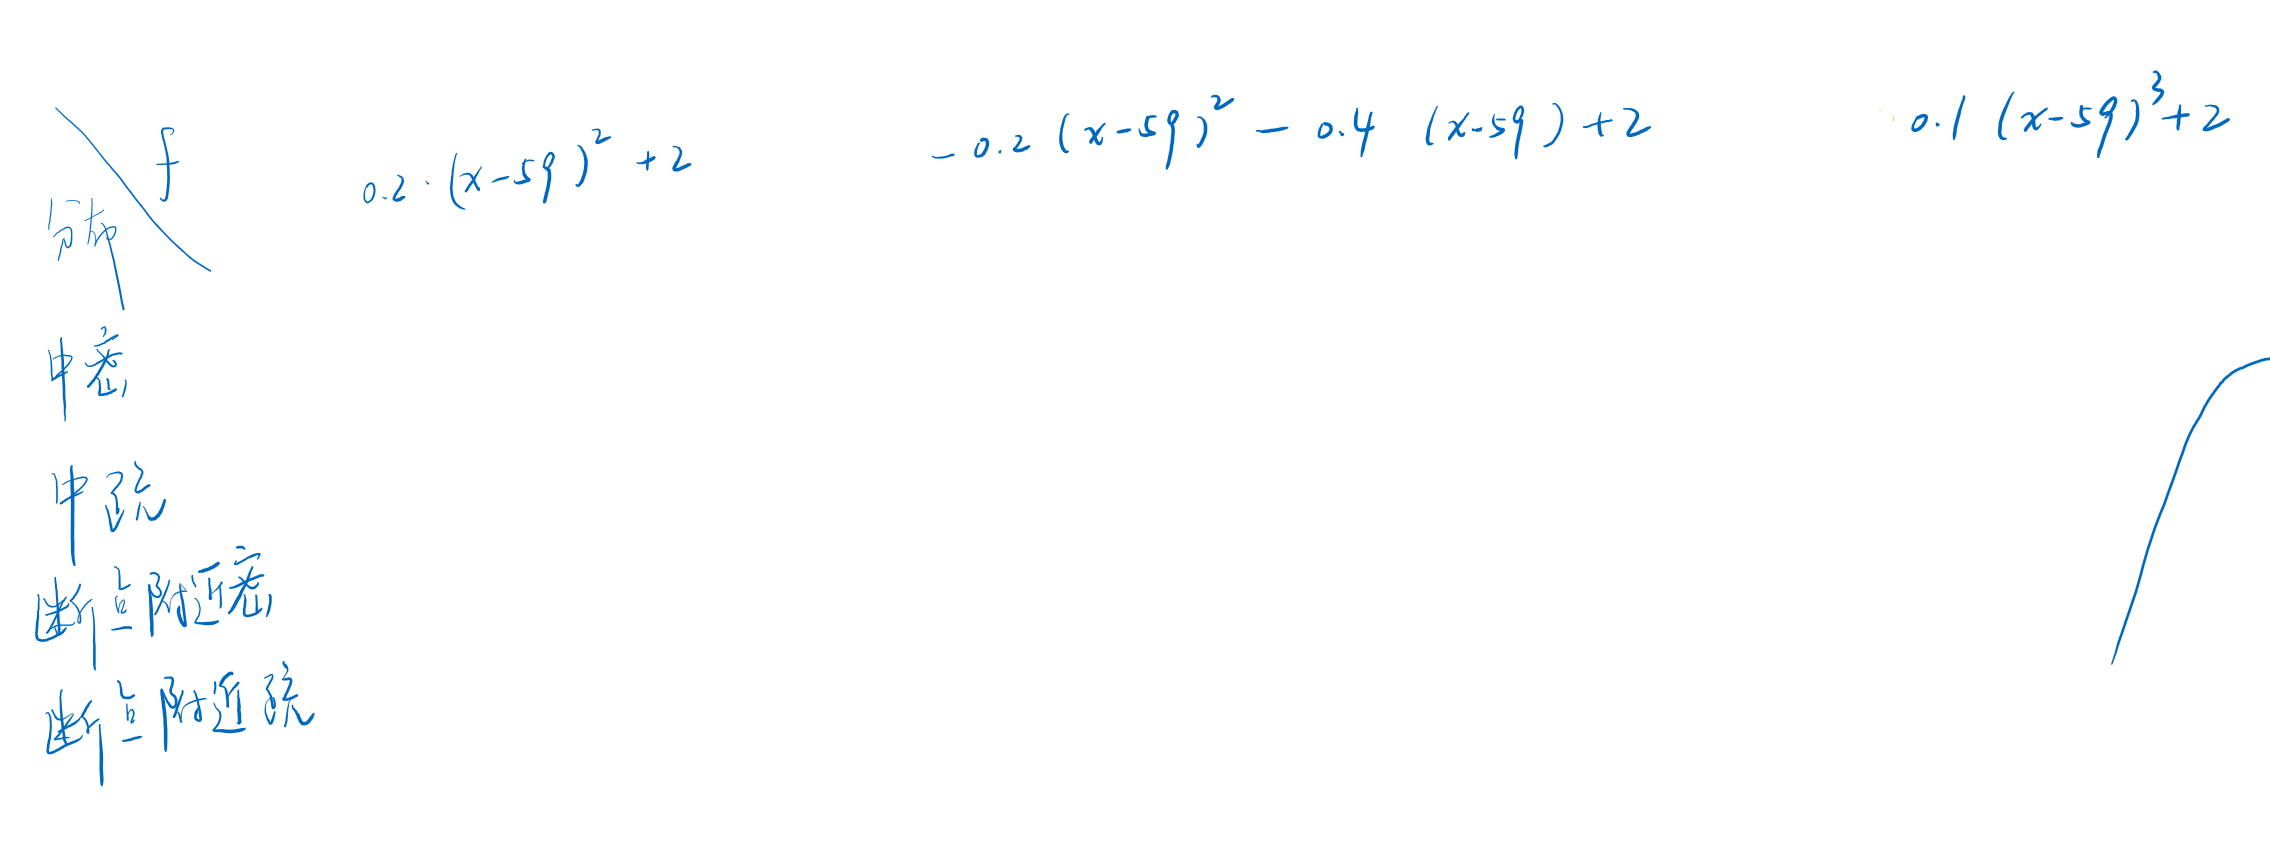 f
0.2·(x-59)² +2
-0.2(x-59)² - 0.4 (x-59)+2
0.1 (x-59)³+2
分布
中密
中疏
断点附近密
断点附近疏